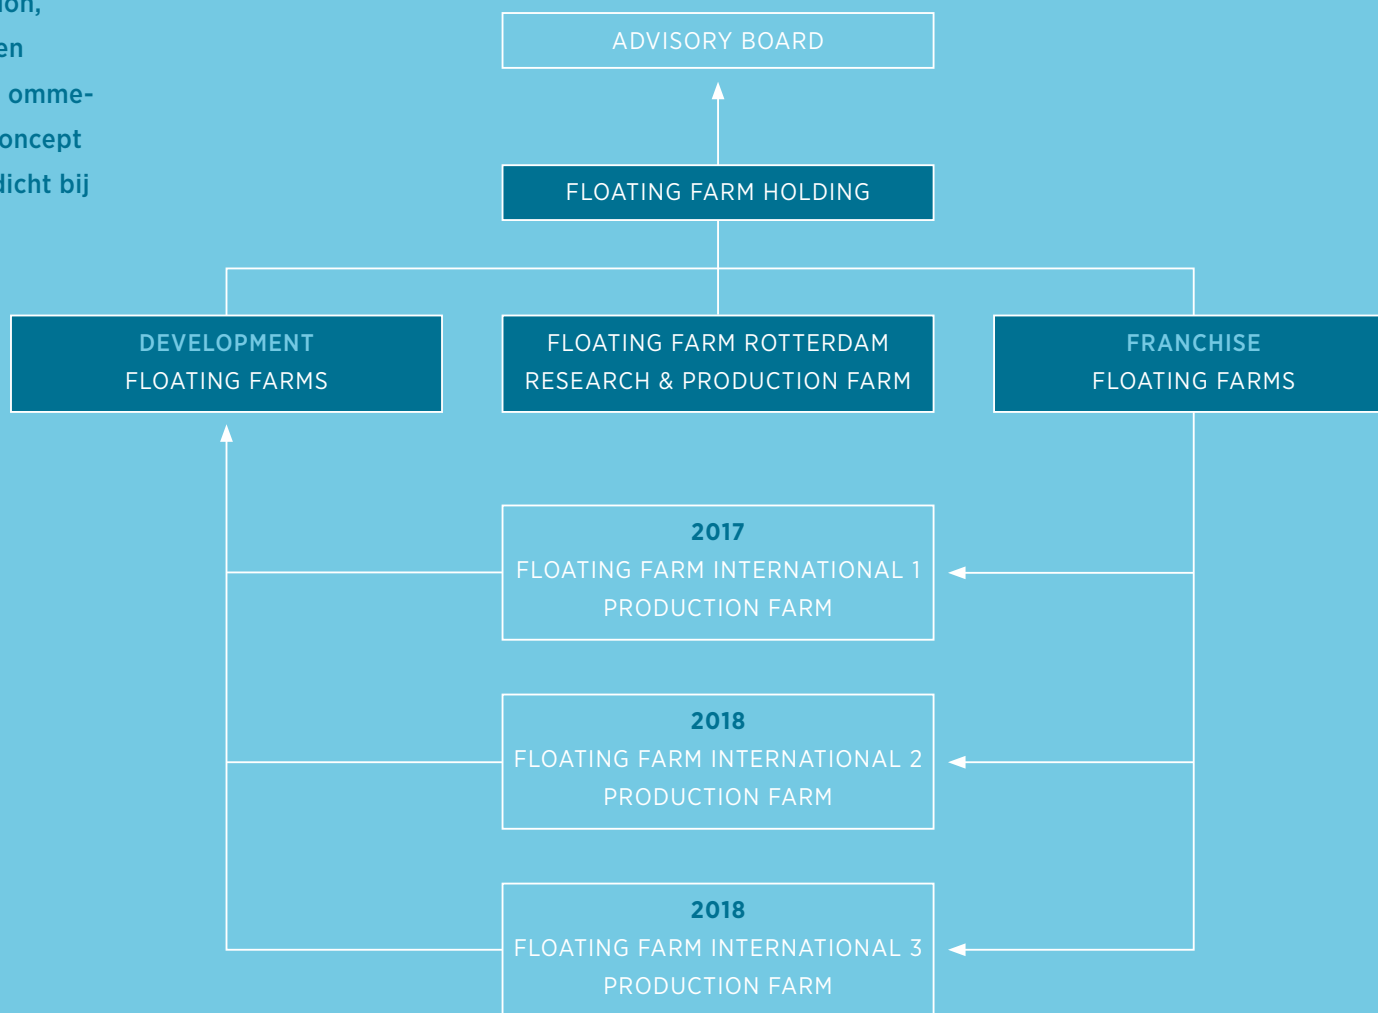 en
omme-
dicht bij
ADVISORY BOARD
FLOATING FARM HOLDING
DEVELOPMENT
FLOATING FARMS
FLOATING FARM ROTTERDAM
RESEARCH & PRODUCTION FARM
FRANCHISE
FLOATING FARMS
2017
FLOATING FARM INTERNATIONAL 1
PRODUCTION FARM
2018
FLOATING FARM INTERNATIONAL 2
PRODUCTION FARM
2018
FLOATING FARM INTERNATIONAL 3
PRODUCTION FARM